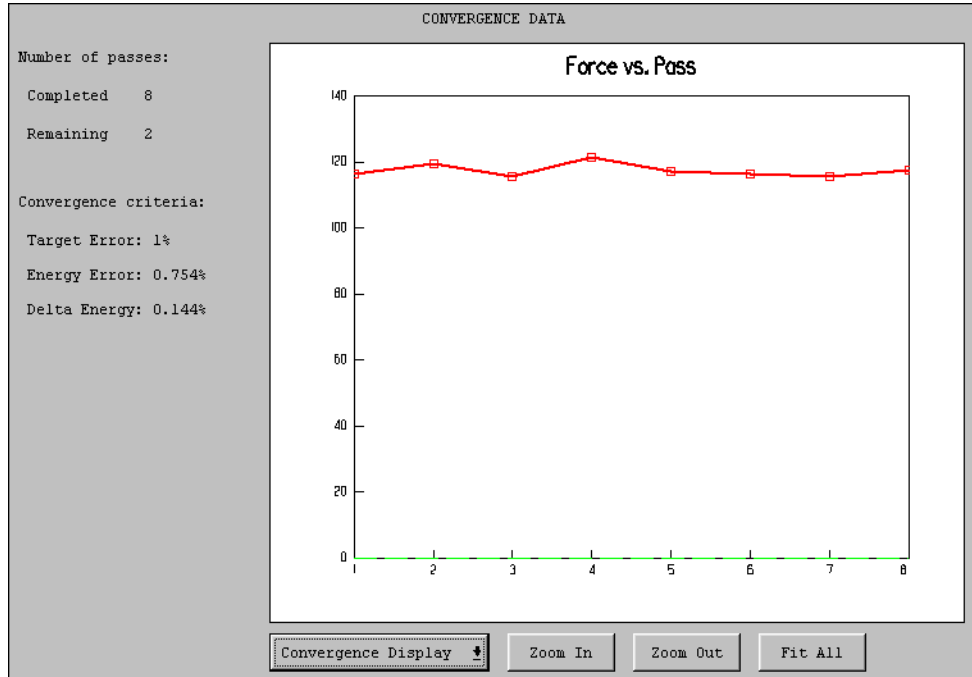 CONVERGENCE DATA
Number of passes:
Completed 8
Remaining 2
Convergence criteria:
Target Error: 1%
Energy Error: 0.754%
Delta Energy: 0.144%
Force vs. Pass
140
120
100
80
60
40
20
0
1 2 3 4 5 6 7 8
Convergence Display Zoom In Zoom Out Fit All